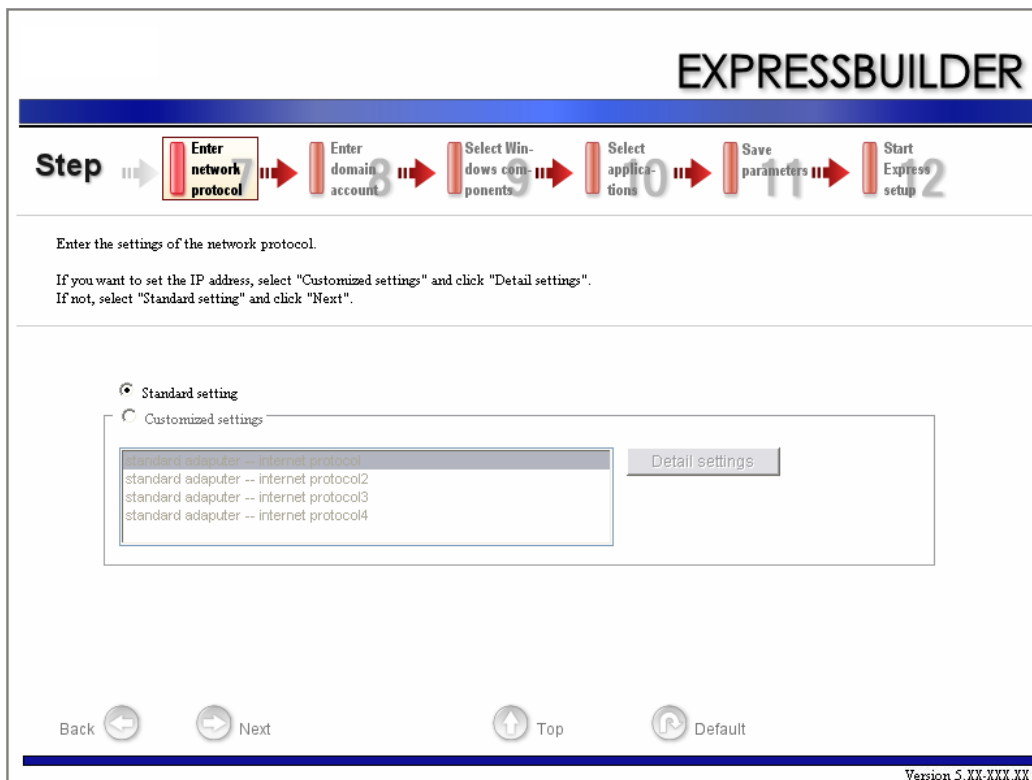 EXPRESSBUILDER
Step
Enter
network
protocol
7
Enter
domain
account
8
Select Win-
dows com-
ponents
9
Select
applica-
tions
10
Save
parameters
11
Start
Express
setup
12
Enter the settings of the network protocol.
If you want to set the IP address, select "Customized settings" and click "Detail settings".
If not, select "Standard setting" and click "Next".
Standard setting
Customized settings
standard adaputer -- internet protocol
standard adaputer -- internet protocol2
standard adaputer -- internet protocol3
standard adaputer -- internet protocol4
Detail settings
Back
Next
Top
Default
Version 5.XX-XXX.XX